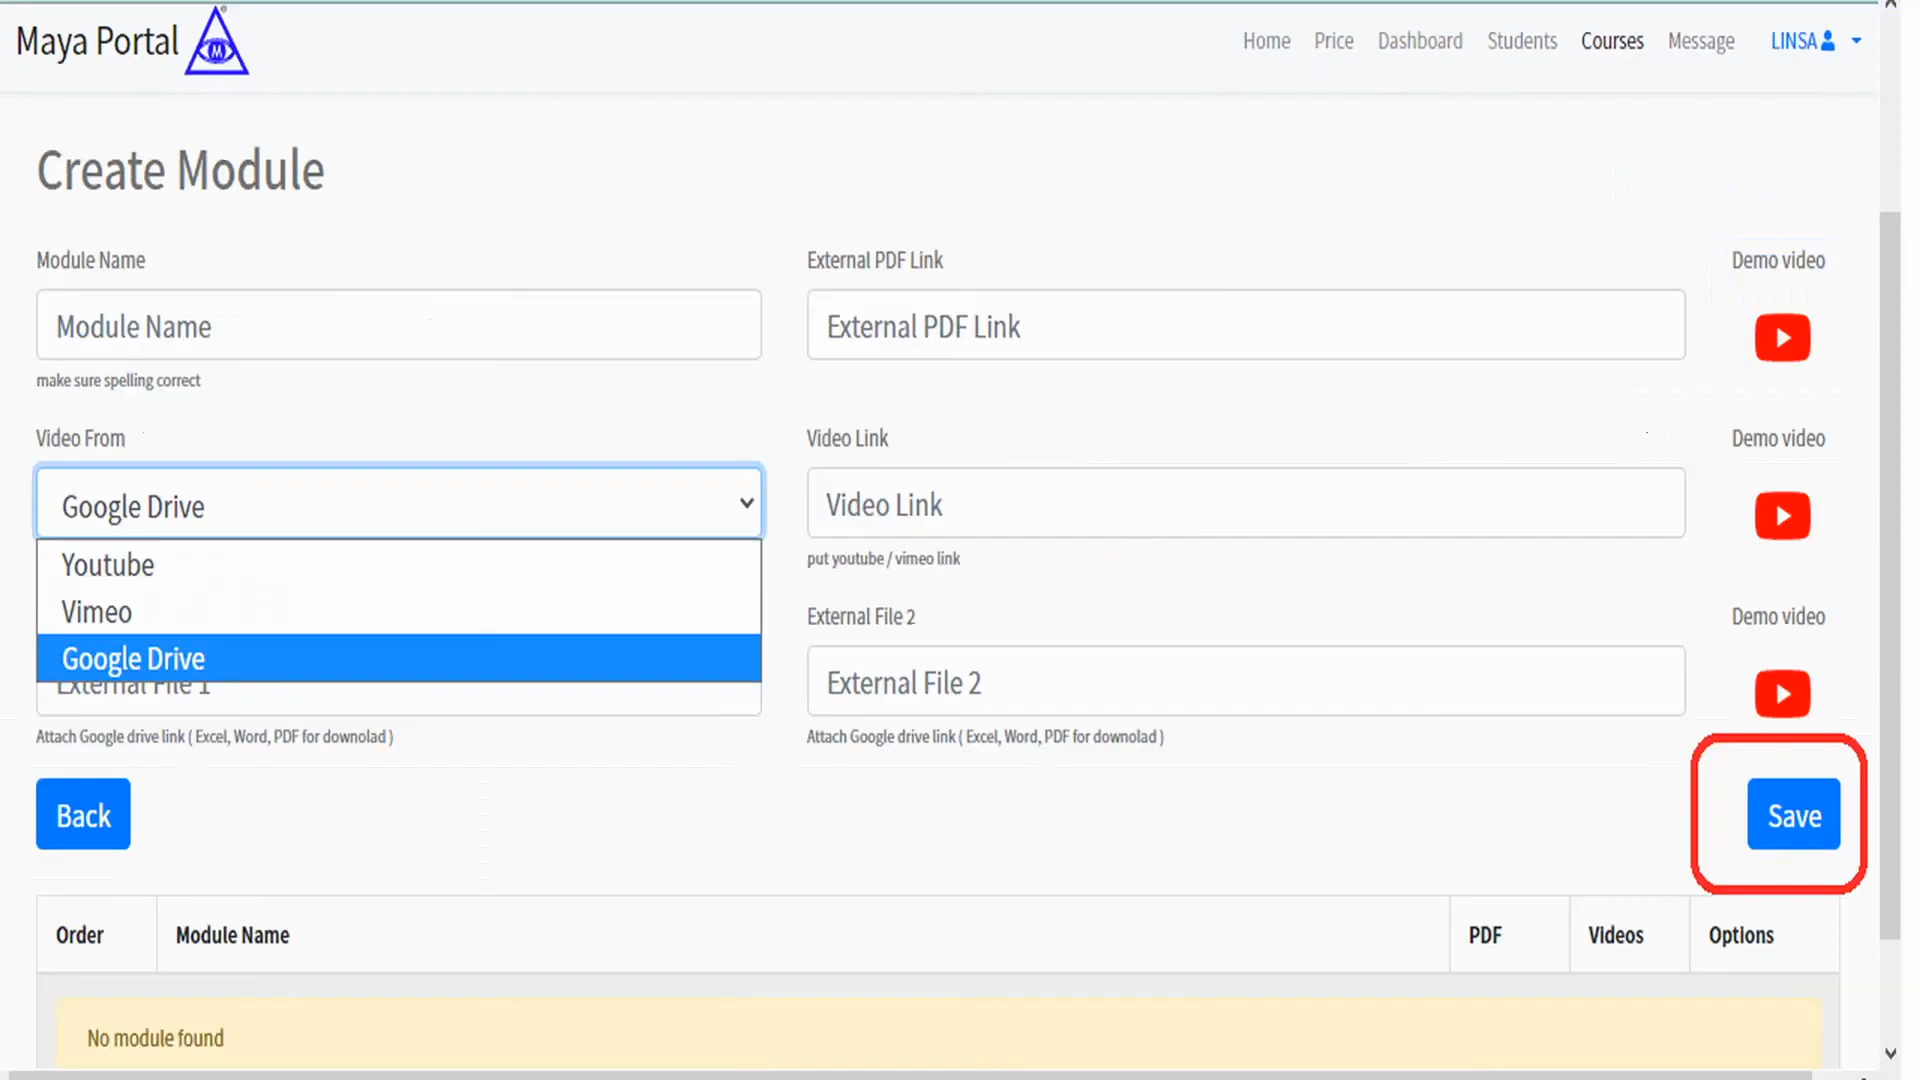 Maya Portal M
Home Price Dashboard Students Courses Message LINSA
Create Module
Module Name
External PDF Link
Demo video
Module Name
External PDF Link
make sure spelling correct
Video From
Video Link
Demo video
Google Drive
Video Link
Youtube
put youtube / vimeo link
Vimeo
External File 2
Demo video
Google Drive
External File 1
External File 2
Attach Google drive link ( Excel, Word, PDF for downolad )
Attach Google drive link ( Excel, Word, PDF for downolad )
Back
Save
Order Module Name PDF Videos Options
No module found